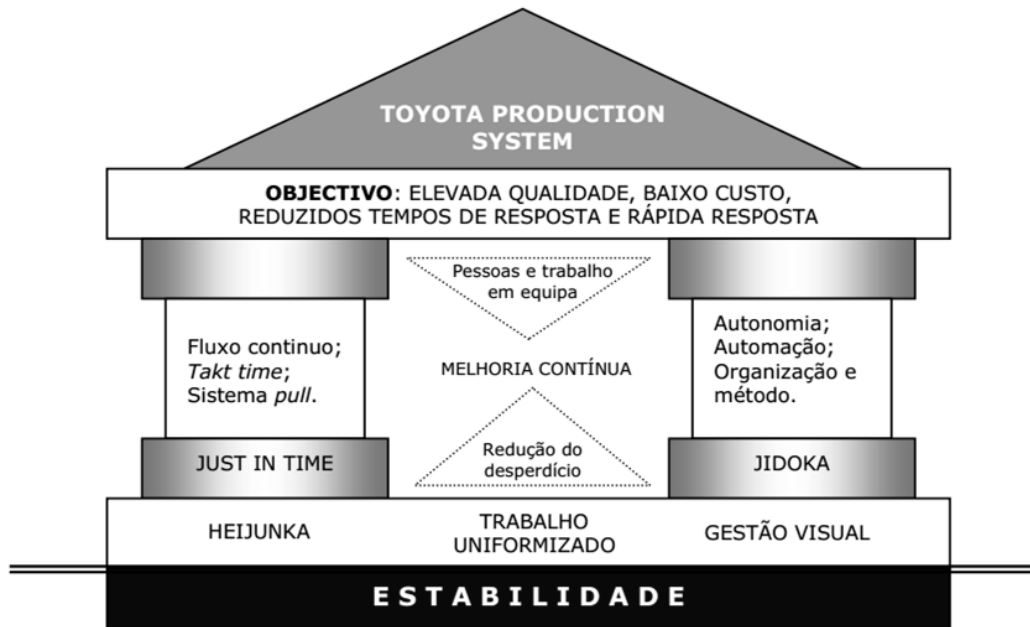 TOYOTA PRODUCTION
SYSTEM
OBJECTIVO: ELEVADA QUALIDADE, BAIXO CUSTO,
REDUZIDOS TEMPOS DE RESPOSTA E RÁPIDA RESPOSTA
Fluxo continuo;
Takt time;
Sistema pull.
JUST IN TIME
Pessoas e trabalho
em equipa
MELHORIA CONTÍNUA
Redução do
desperdício
Autonomia;
Automação;
Organização e
método.
JIDOKA
HEIJUNKA
TRABALHO
UNIFORMIZADO
GESTÃO VISUAL
ESTABILIDADE